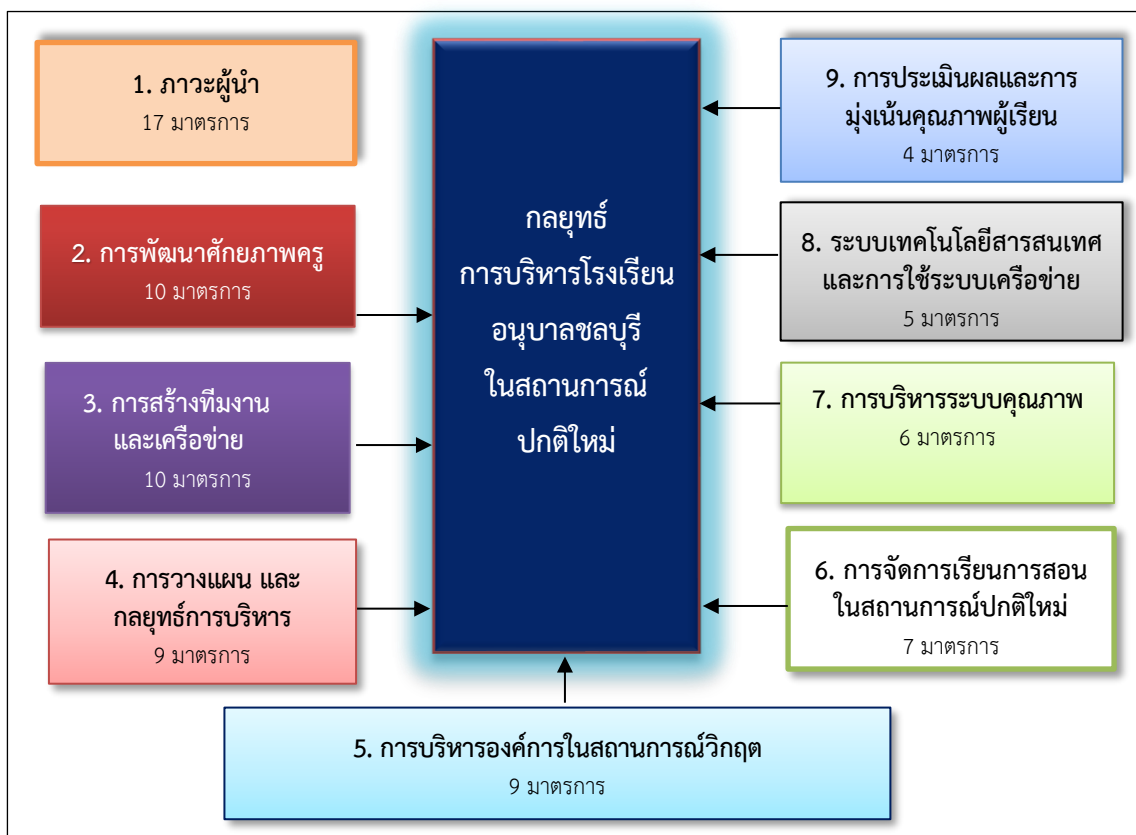 1. ภาวะผู้นำ
17 มาตรการ
2. การพัฒนาศักยภาพครู
10 มาตรการ
3. การสร้างทีมงาน
และเครือข่าย
10 มาตรการ
4. การวางแผน และ
กลยุทธ์การบริหาร
9 มาตรการ
5. การบริหารองค์การในสถานการณ์วิกฤต
9 มาตรการ
กลยุทธ์
การบริหารโรงเรียน
อนุบาลชลบุรี
ในสถานการณ์
ปกติใหม่
9. การประเมินผลและการ
มุ่งเน้นคุณภาพผู้เรียน
4 มาตรการ
8. ระบบเทคโนโลยีสารสนเทศ
และการใช้ระบบเครือข่าย
5 มาตรการ
7. การบริหารระบบคุณภาพ
6 มาตรการ
6. การจัดการเรียนการสอน
ในสถานการณ์ปกติใหม่
7 มาตรการ